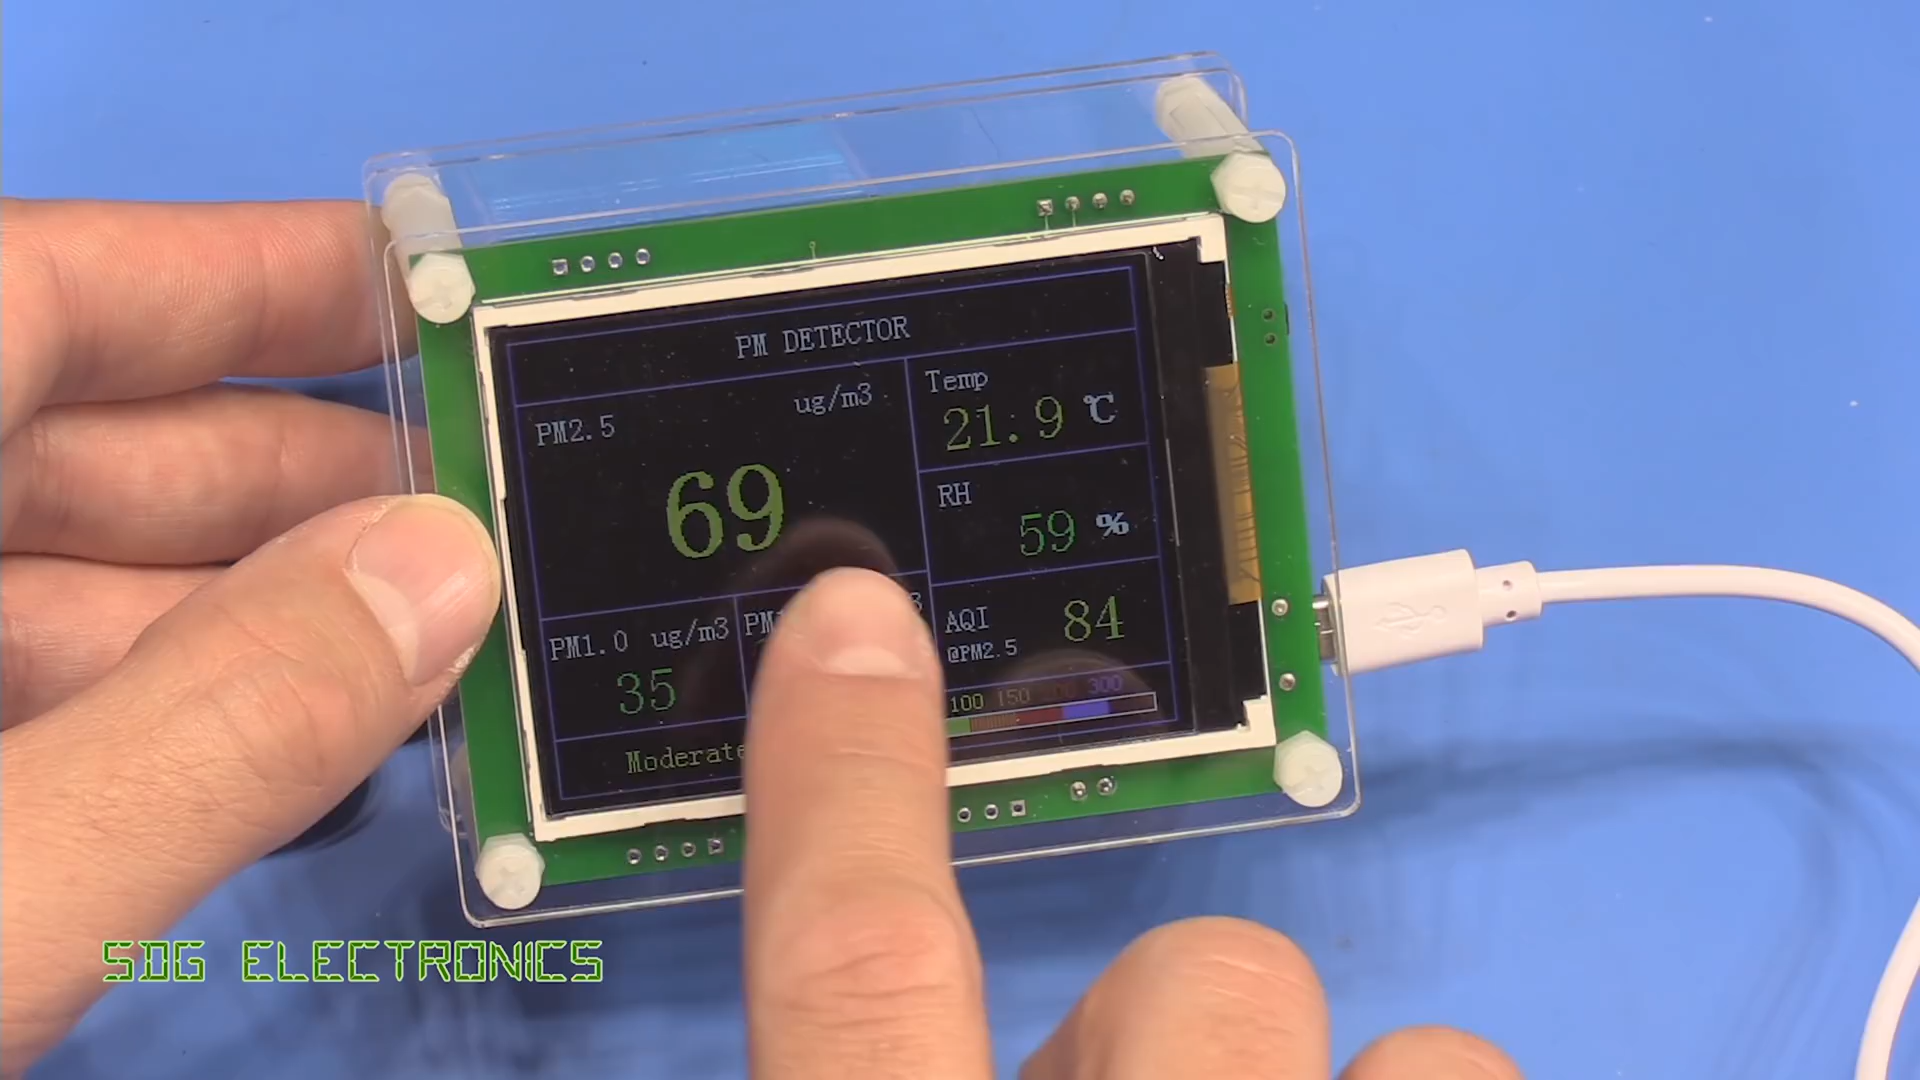 PM DETECTOR
PM2.5
ug/m3
69
Temp
21.9 ℃
RH
59 %
PM1.0 ug/m3
35
AQI
@PM2.5
84
100 150 300
Moderate
SDG ELECTRONICS